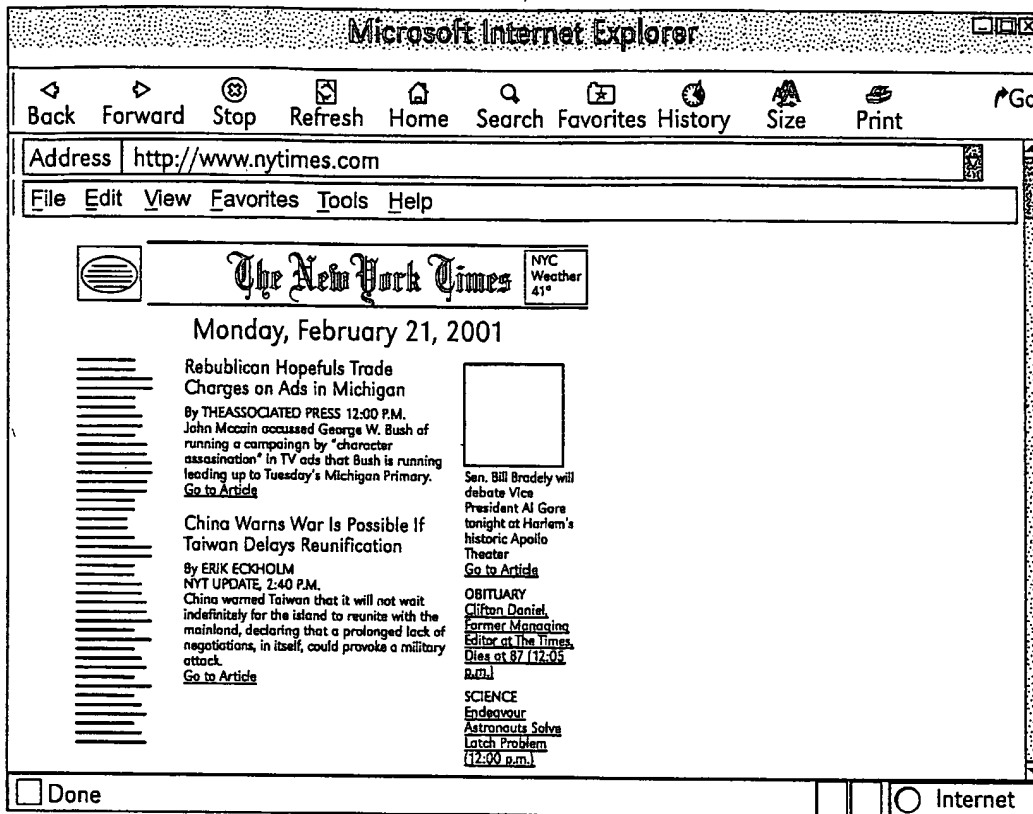 Microsoft Internet Explorer
Back Forward Stop Refresh Home Search Favorites History Size Print Go
Address http://www.nytimes.com
File Edit View Favorites Tools Help
The New York Times
NYC
Weather
41°
Monday, February 21, 2001
Rebublican Hopefuls Trade
Charges on Ads in Michigan
By THEASSOCIATED PRESS 12:00 P.M.
John Mccain accussed George W. Bush of
running a campaingn by "character
assasination" in TV ads that Bush is running
leading up to Tuesday's Michigan Primary.
Go to Article
China Warns War Is Possible If
Taiwan Delays Reunification
By ERIK ECKHOLM
NYT UPDATE, 2:40 P.M.
China warned Taiwan that it will not wait
indefinitely for the island to reunite with the
mainland, declaring that a prolonged lack of
negotiations, in itself, could provoke a military
attack.
Go to Article
Sen. Bill Bradely will
debate Vice
President Al Gore
tonight at Harlem's
historic Apollo
Theater
Go to Article
OBITUARY
Clifton Daniel,
Former Managing
Editor at The Times,
Dies at 87 (12:05
p.m.)
SCIENCE
Endeavour
Astronauts Solve
Latch Problem
(12:00 p.m.)
Done
Internet